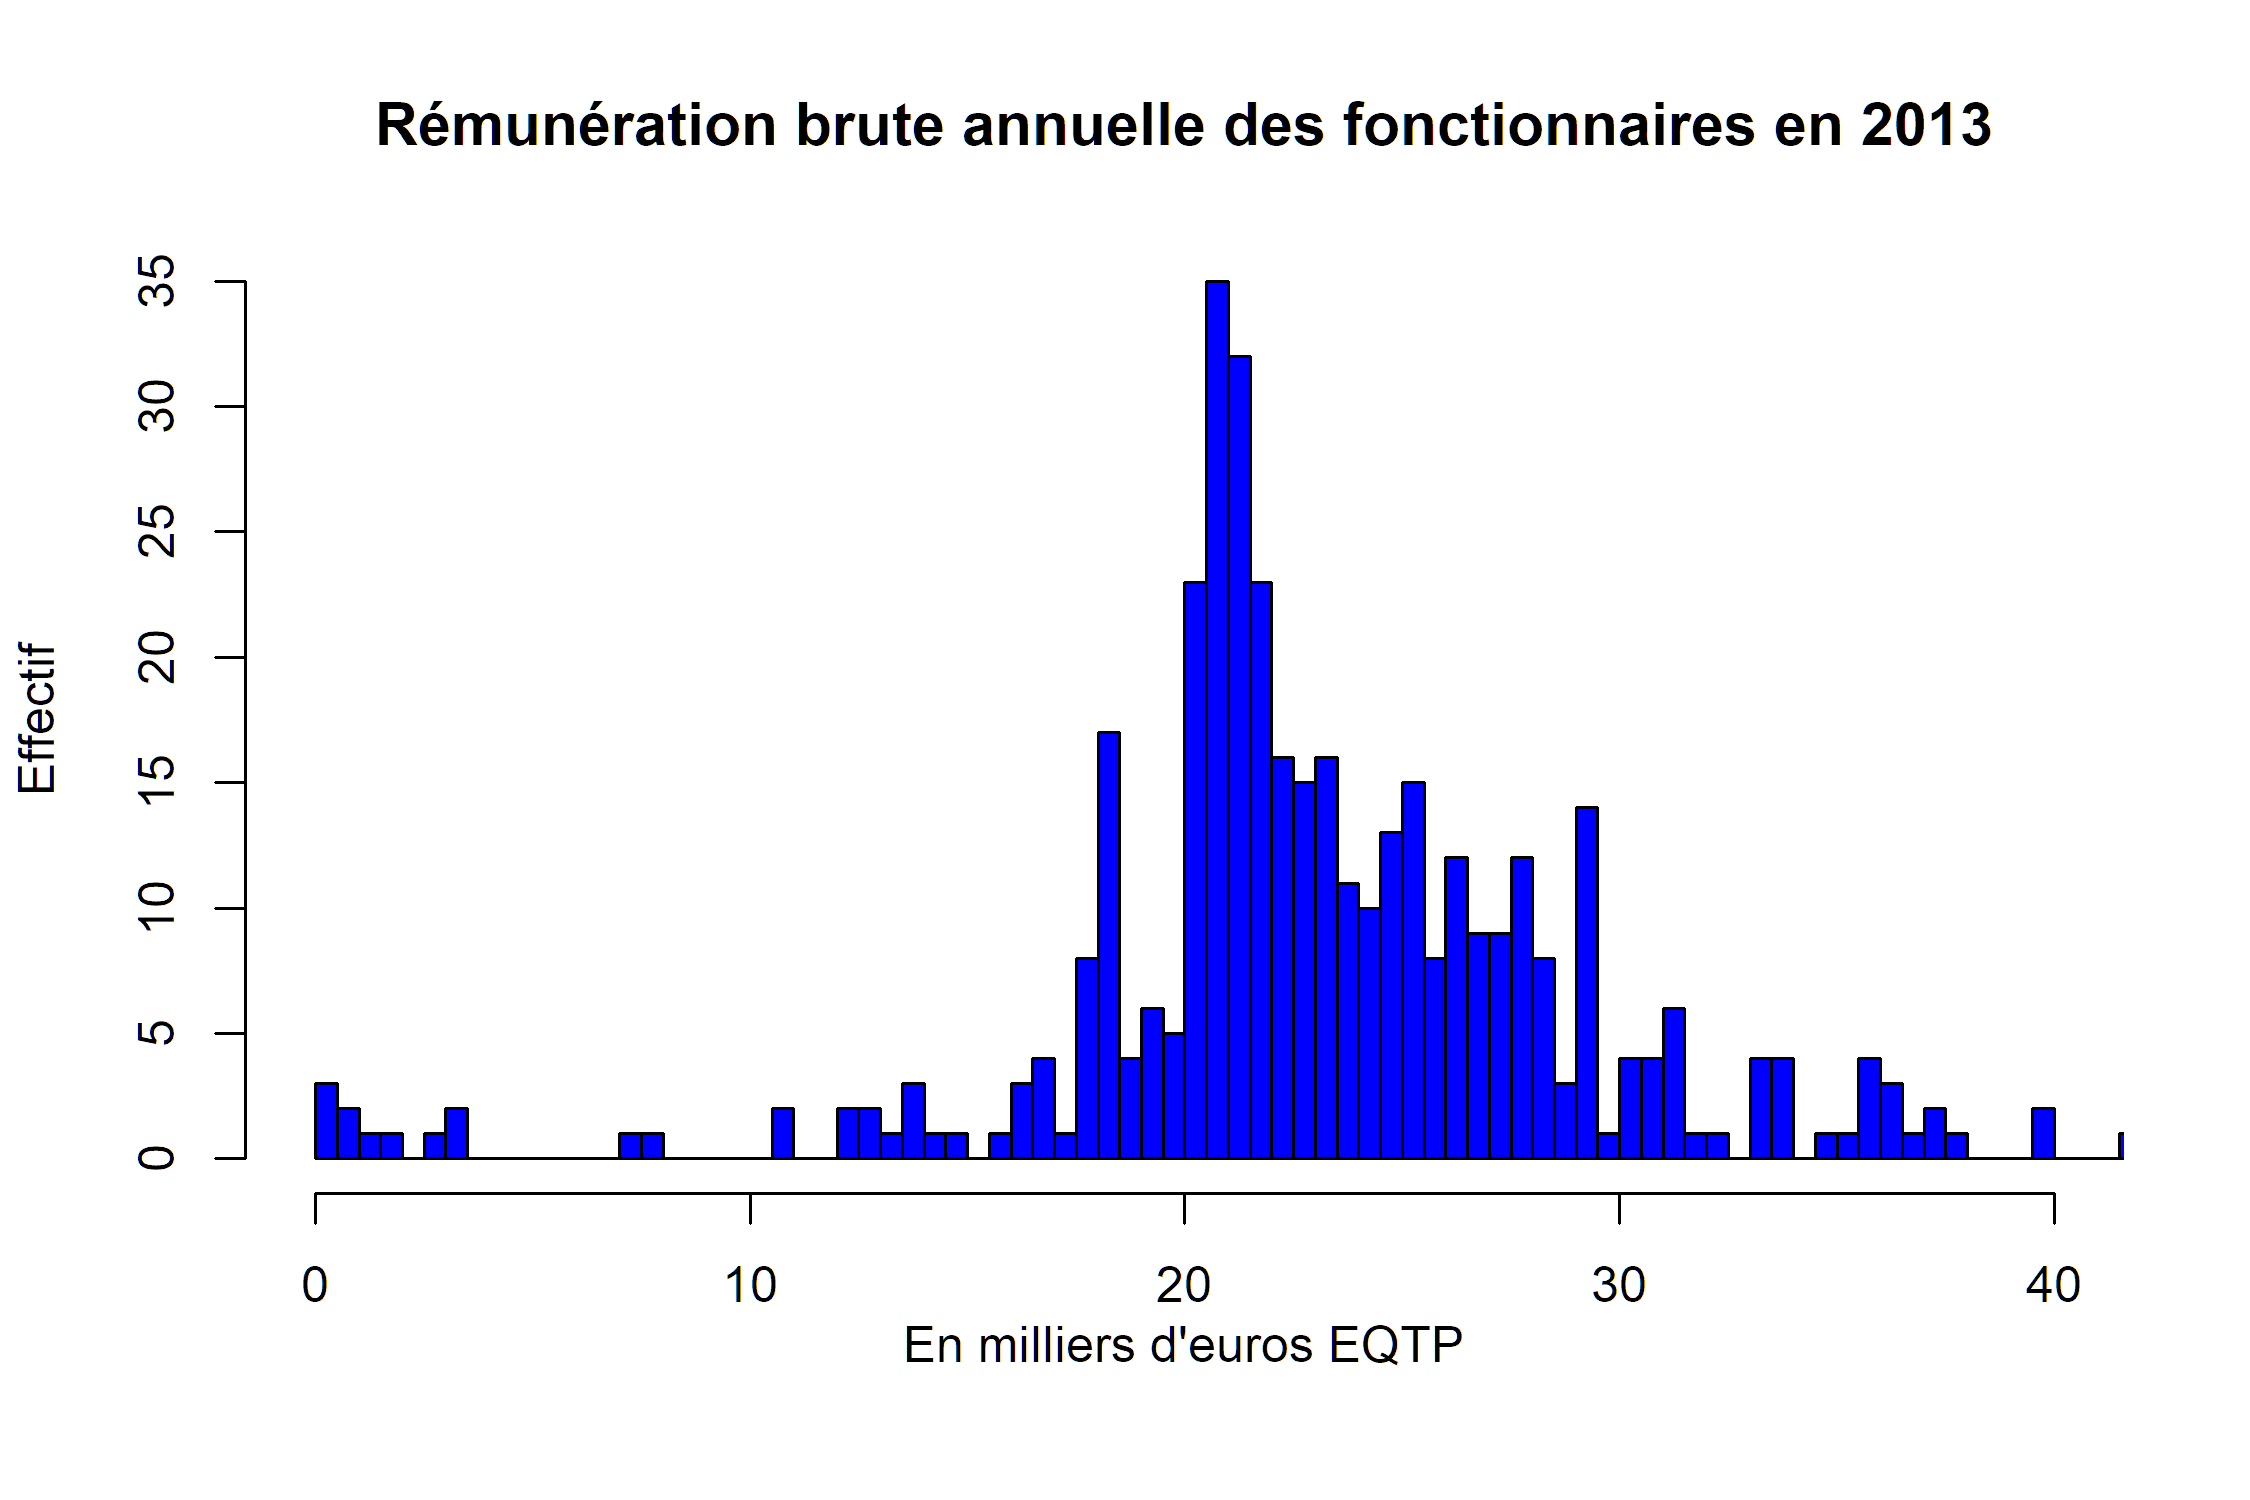 Rémunération brute annuelle des fonctionnaires en 2013
Effectif
35
30
25
20
15
10
5
0
0 10 20 30 40
En milliers d'euros EQTP